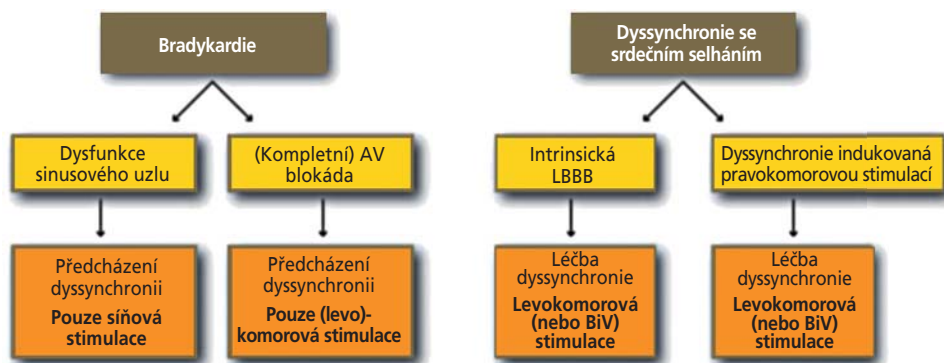 Bradykardie
Dyssynchronie se
srdečním selháním
Dysfunkce
sinusového uzlu
(Kompletní) AV
blokáda
Intrinsická
LBBB
Dyssynchronie indukovaná
pravokomorovou stimulací
Předcházení
dyssynchronii
Pouze síňová
stimulace
Předcházení
dyssynchronii
Pouze (levo)-
komorová stimulace
Léčba
dyssynchronie
Levokomorová
(nebo BiV)
stimulace
Léčba
dyssynchronie
Levokomorová
(nebo BiV)
stimulace